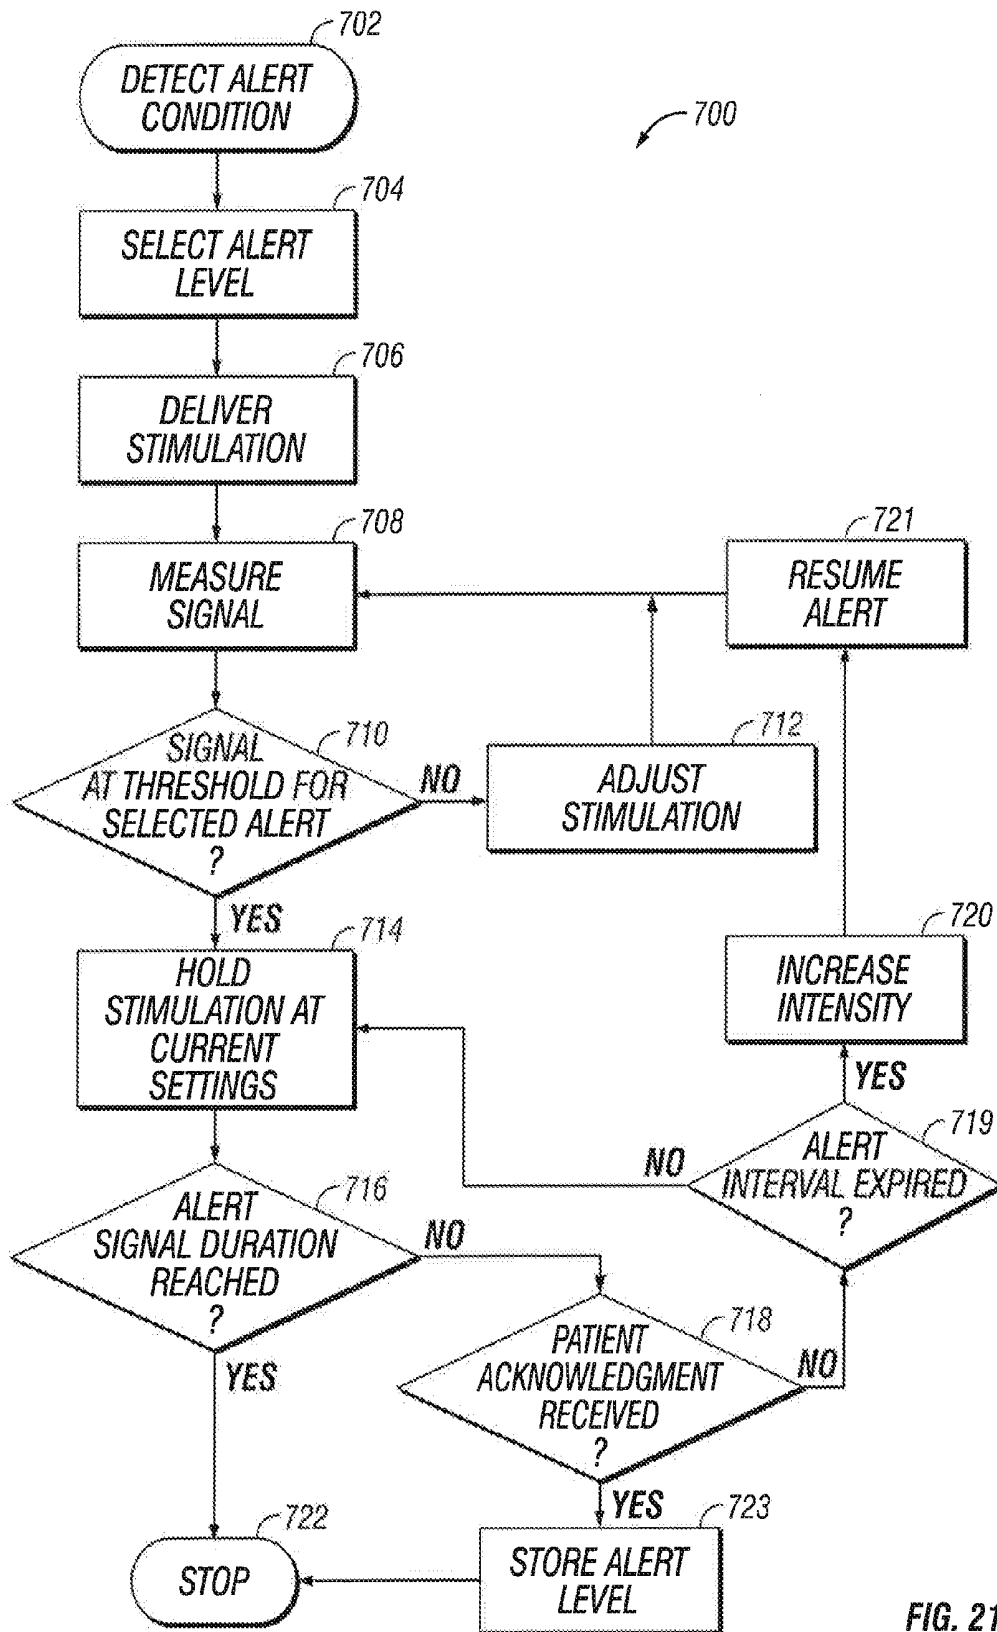 702
DETECT ALERT
CONDITION
700
704
SELECT ALERT
LEVEL
706
DELIVER
STIMULATION
708
MEASURE
SIGNAL
721
RESUME
ALERT
710
SIGNAL
AT THRESHOLD FOR
SELECTED ALERT
?
NO
712
ADJUST
STIMULATION
YES
714
HOLD
STIMULATION AT
CURRENT
SETTINGS
720
INCREASE
INTENSITY
YES
719
ALERT
INTERVAL EXPIRED
?
NO
716
ALERT
SIGNAL DURATION
REACHED
?
NO
YES
718
PATIENT
ACKNOWLEDGMENT
RECEIVED
?
NO
YES
722
STOP
723
STORE ALERT
LEVEL
FIG. 21